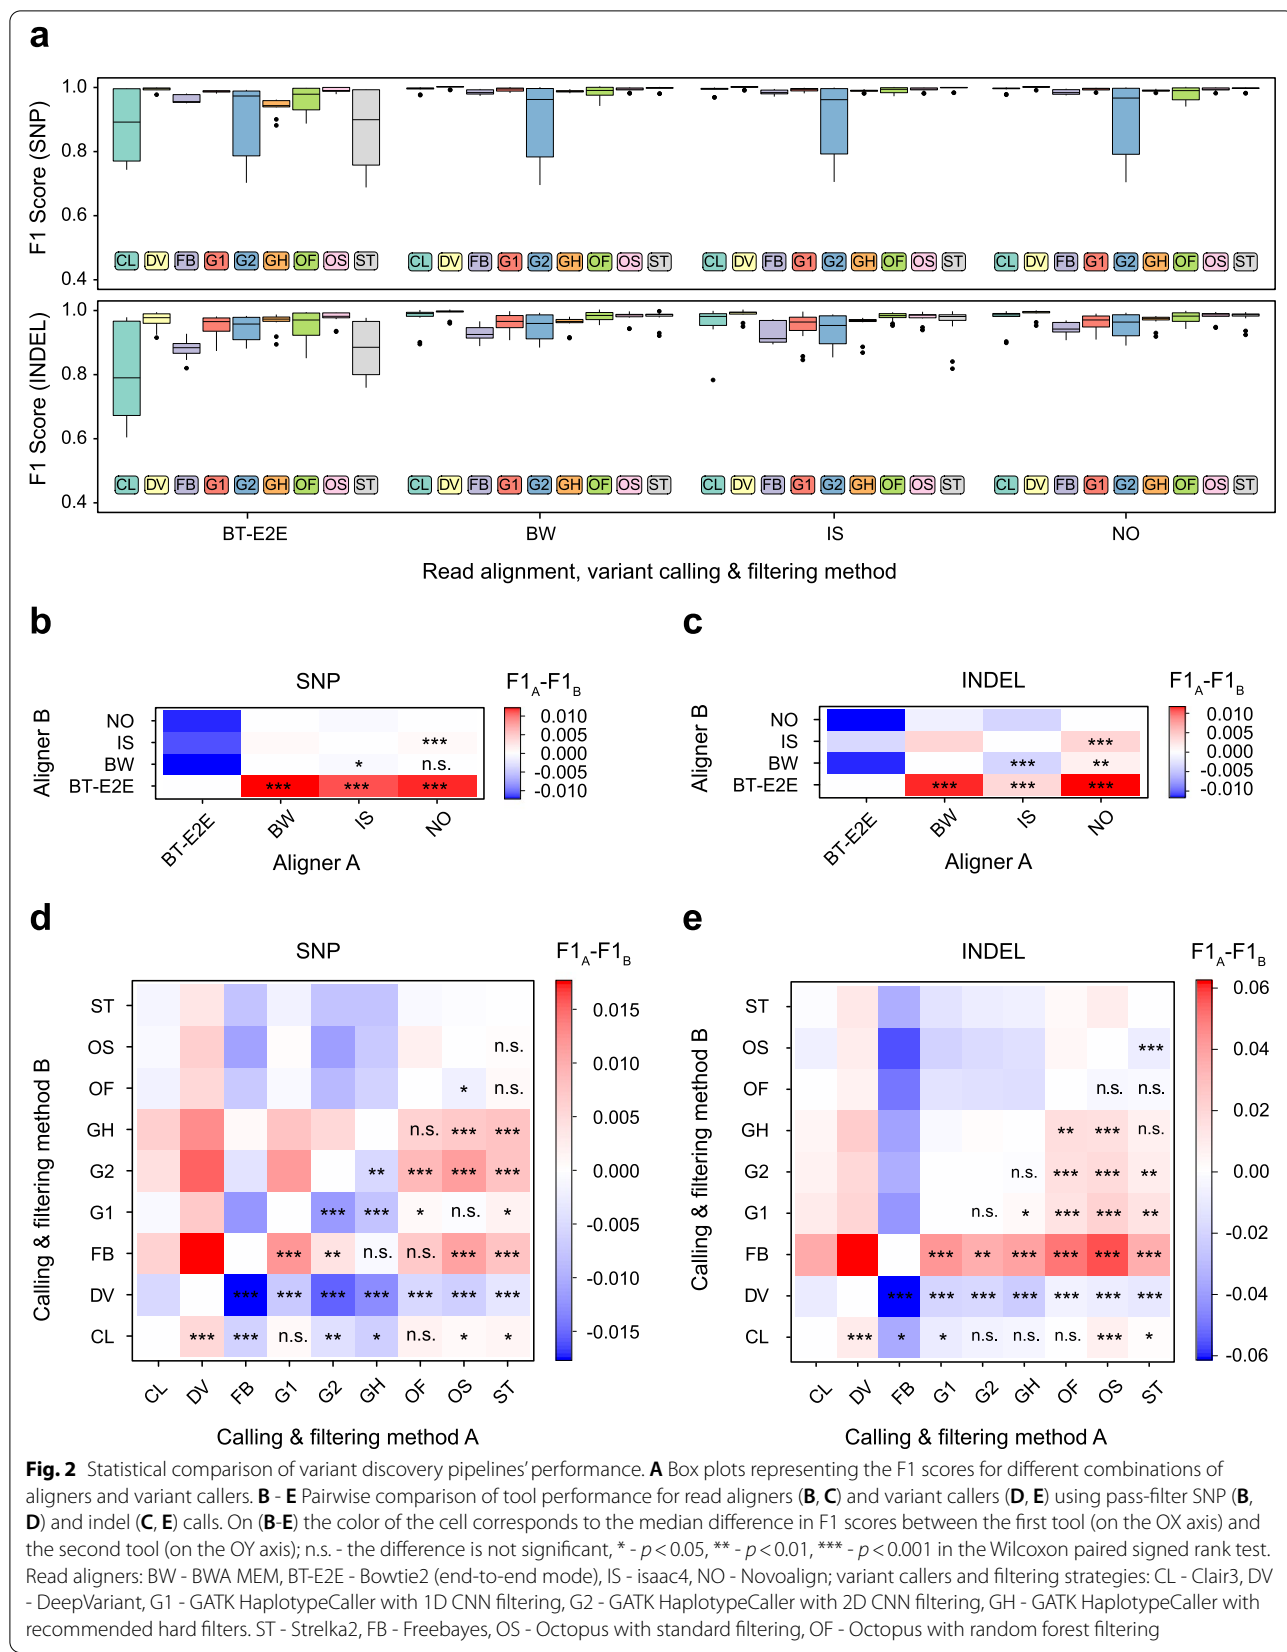 a
F1 Score (SNP)
1.0
0.8
0.6
0.4
CL DV FB G1 G2 GH OF OS ST CL DV FB G1 G2 GH OF OS ST CL DV FB G1 G2 GH OF OS ST CL DV FB G1 G2 GH OF OS ST
F1 Score (INDEL)
1.0
0.8
0.6
0.4
CL DV FB G1 G2 GH OF OS ST CL DV FB G1 G2 GH OF OS ST CL DV FB G1 G2 GH OF OS ST CL DV FB G1 G2 GH OF OS ST
BT-E2E BW IS NO
Read alignment, variant calling & filtering method
b
SNP
F1A-F1B
Aligner B
NO
IS ***
BW * n.s.
BT-E2E *** *** ***
BT-E2E BW IS NO
Aligner A
0.010
0.005
0.000
-0.005
-0.010
c
INDEL
F1A-F1B
Aligner B
NO
IS ***
BW *** **
BT-E2E *** *** ***
BT-E2E BW IS NO
Aligner A
0.010
0.005
0.000
-0.005
-0.010
d
SNP
F1A-F1B
Calling & filtering method B
ST
OS n.s.
OF * n.s.
GH n.s. *** ***
G2 ** *** *** ***
G1 *** *** * n.s. *
FB *** ** n.s. n.s. *** ***
DV *** *** *** *** *** *** ***
CL *** *** n.s. ** * n.s. * *
CL DV FB G1 G2 GH OF OS ST
Calling & filtering method A
0.015
0.010
0.005
0.000
-0.005
-0.010
-0.015
e
INDEL
F1A-F1B
Calling & filtering method B
ST
OS ***
OF n.s. n.s.
GH ** *** n.s.
G2 n.s. *** *** **
G1 n.s. * *** *** **
FB *** ** *** *** *** ***
DV *** *** *** *** *** *** ***
CL *** * * n.s. n.s. n.s. *** *
CL DV FB G1 G2 GH OF OS ST
Calling & filtering method A
0.06
0.04
0.02
0.00
-0.02
-0.04
-0.06
Fig. 2 Statistical comparison of variant discovery pipelines' performance. A Box plots representing the F1 scores for different combinations of
aligners and variant callers. B - E Pairwise comparison of tool performance for read aligners (B, C) and variant callers (D, E) using pass-filter SNP (B,
D) and indel (C, E) calls. On (B-E) the color of the cell corresponds to the median difference in F1 scores between the first tool (on the OX axis) and
the second tool (on the OY axis); n.s. - the difference is not significant, * - p < 0.05, ** - p < 0.01, *** - p < 0.001 in the Wilcoxon paired signed rank test.
Read aligners: BW - BWA MEM, BT-E2E - Bowtie2 (end-to-end mode), IS - isaac4, NO - Novoalign; variant callers and filtering strategies: CL - Clair3, DV
- DeepVariant, G1 - GATK HaplotypeCaller with 1D CNN filtering, G2 - GATK HaplotypeCaller with 2D CNN filtering, GH - GATK HaplotypeCaller with
recommended hard filters. ST - Strelka2, FB - Freebayes, OS - Octopus with standard filtering, OF - Octopus with random forest filtering